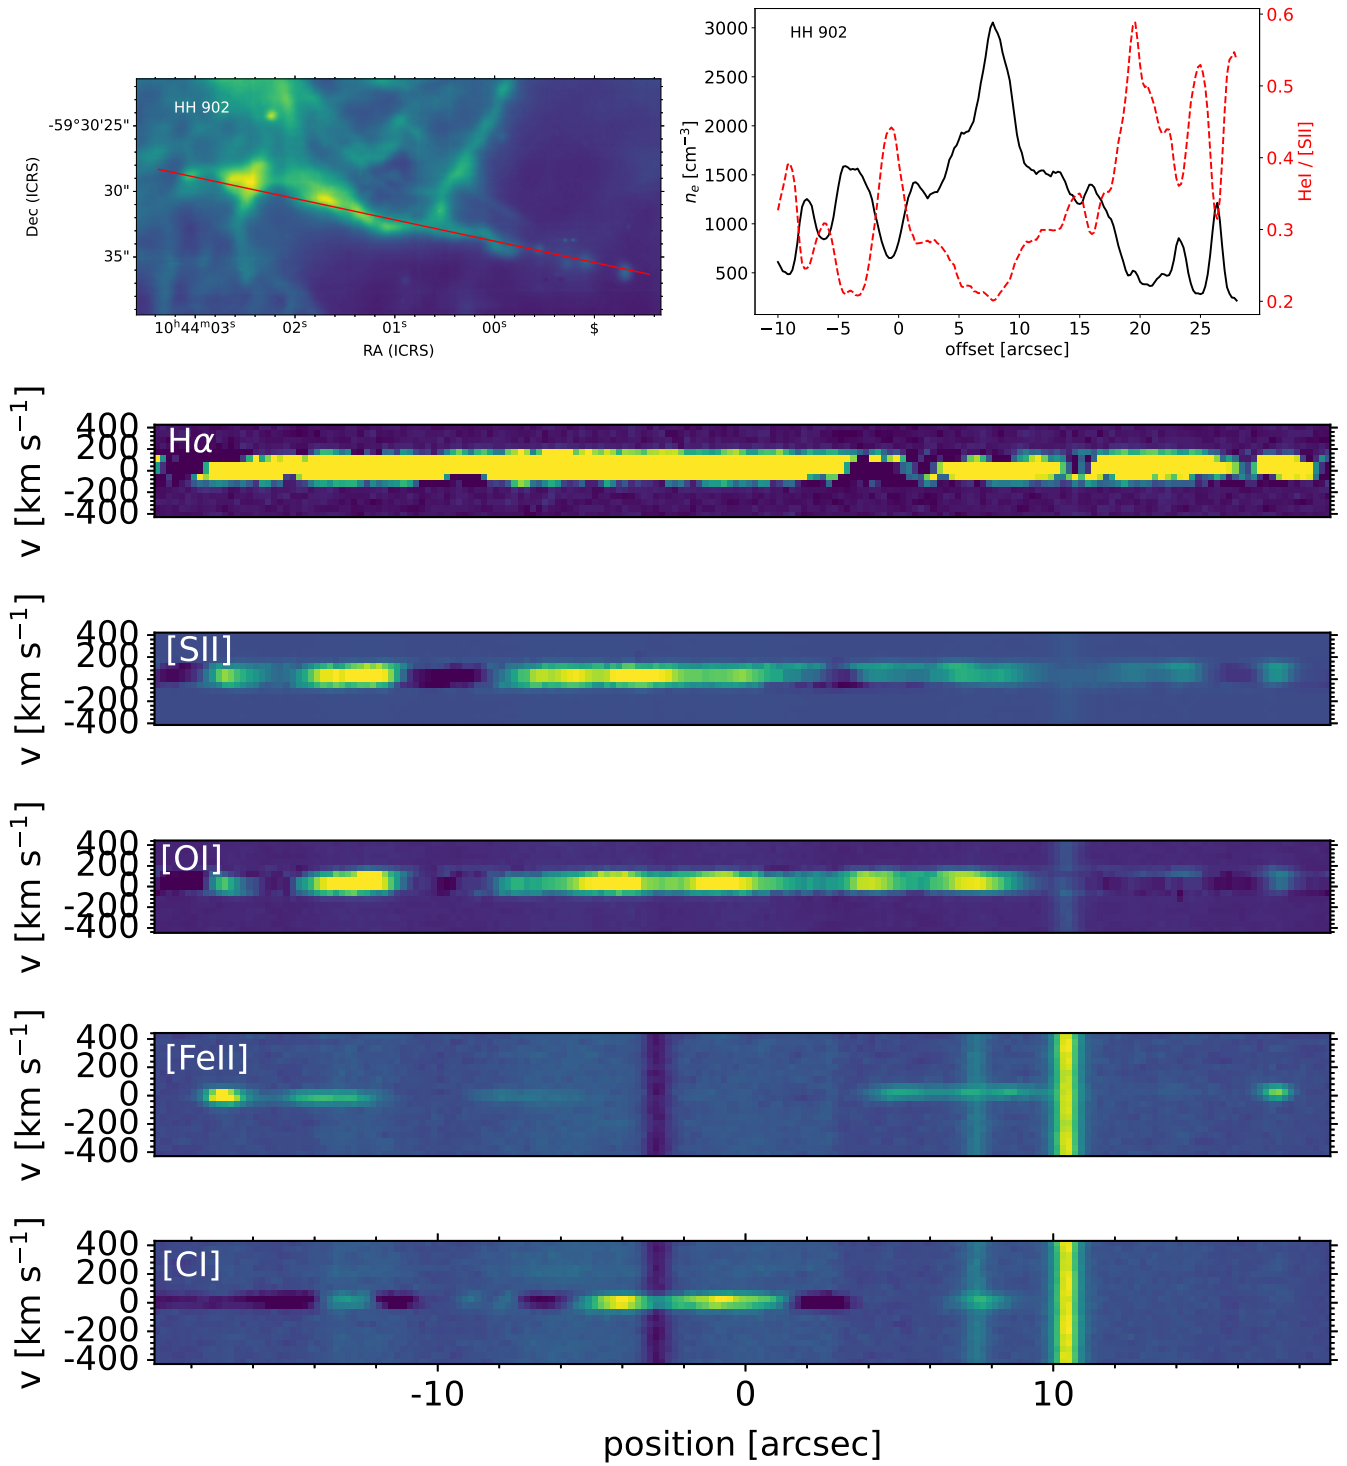 HH 902
-59°30'25"
30"
35"
Dec (ICRS)
10ʰ44ᵐ03ˢ 02ˢ 01ˢ 00ˢ $
RA (ICRS)
HH 902
3000
2500
2000
1500
1000
500
nₑ [cm⁻³]
0.6
0.5
0.4
0.3
0.2
HeI / [SII]
−10 −5 0 5 10 15 20 25
offset [arcsec]
Hα
400
200
0
-200
-400
v [km s⁻¹]
[SII]
400
200
0
-200
-400
v [km s⁻¹]
[OI]
400
200
0
-200
-400
v [km s⁻¹]
[FeII]
400
200
0
-200
-400
v [km s⁻¹]
[CI]
400
200
0
-200
-400
v [km s⁻¹]
-10 0 10
position [arcsec]